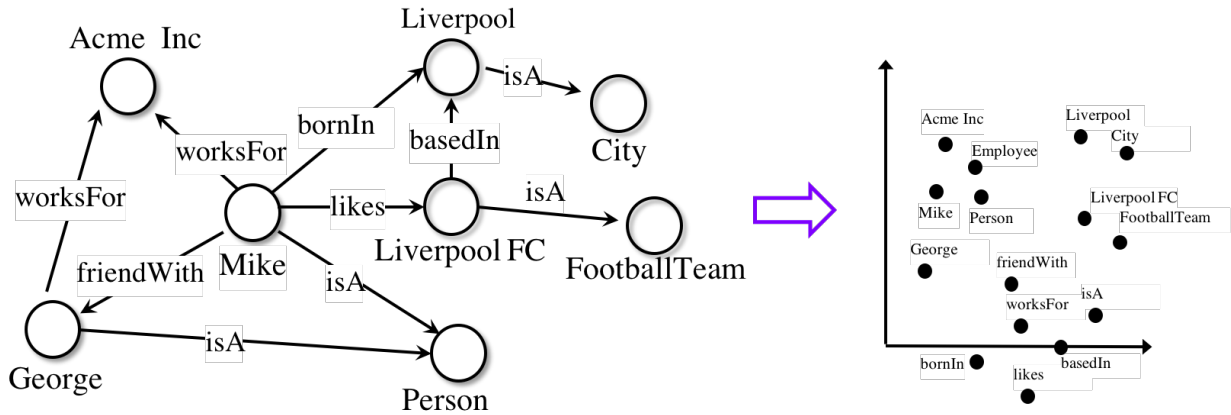 Acme Inc
Liverpool
isA
City
bornIn
basedIn
worksFor
worksFor
likes
isA
Liverpool FC
FootballTeam
Mike
friendWith
isA
isA
George
Person
Acme Inc
Liverpool
City
Employee
Mike
Person
Liverpool FC
FootballTeam
George
friendWith
isA
worksFor
bornIn
basedIn
likes